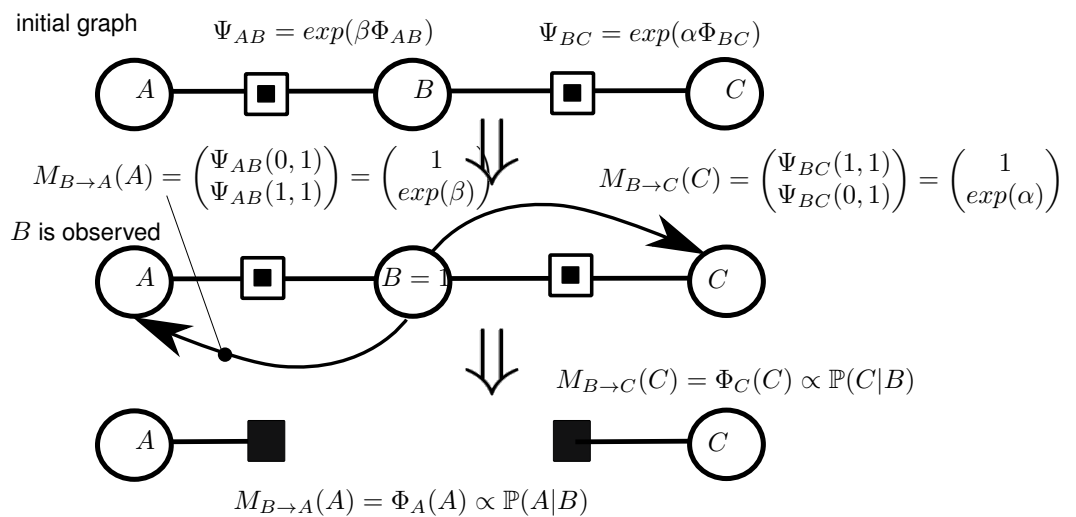 initial graph
Ψ_{AB} = exp(βΦ_{AB})
Ψ_{BC} = exp(αΦ_{BC})
A
B
C
M_{B→A}(A) = (Ψ_{AB}(0, 1) Ψ_{AB}(1, 1)) = (1 exp(β))
M_{B→C}(C) = (Ψ_{BC}(1, 1) Ψ_{BC}(0, 1)) = (1 exp(α))
B is observed
A
B = 1
C
M_{B→C}(C) = Φ_C(C) ∝ ℙ(C|B)
A
C
M_{B→A}(A) = Φ_A(A) ∝ ℙ(A|B)